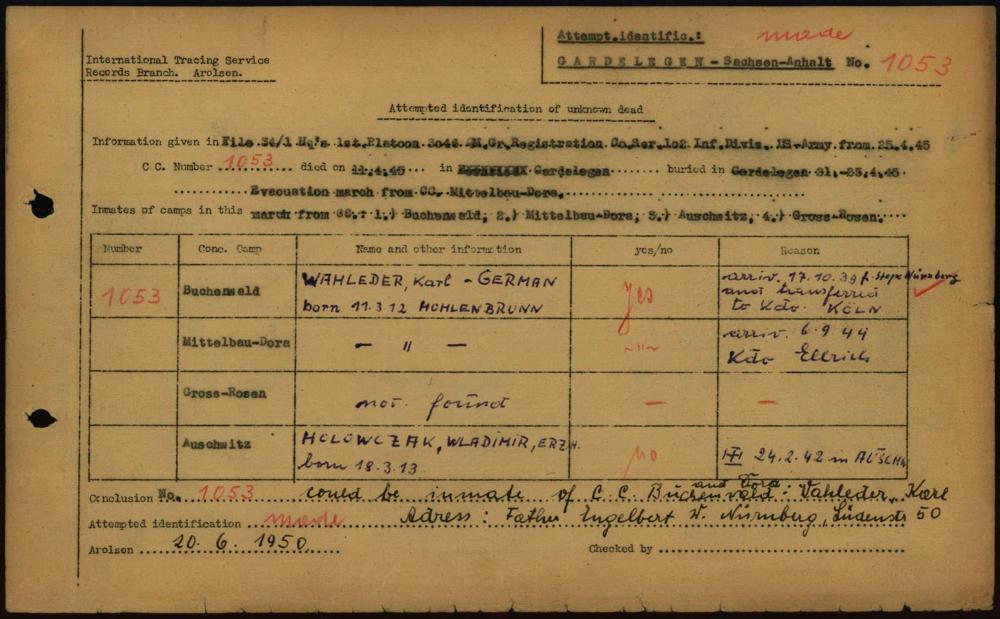 International Tracing Service
Records Branch. Arolsen.
Attempt.identific.: made
GARDELEGEN - Sachsen-Anhalt No. 1053
Attempted identification of unknown dead
Information given in File 54/1 Hq's 1st.Platoon 3046 .M.Gr.Registration Co.Ser.102 Inf.Divis. Army.from 25.4.45
CC. Number 1053 died on 11.4.45 in Gardelegen buried in Gardelegen 21.-23.4.45
Evacuation march from CC. Mittelbau-Dora.
Inmates of camps in this march from CC.: 1.) Buchenwald, 2.) Mittelbau-Dora, 3.) Auschwitz, 4.) Gross-Rosen.
Number Conc. Camp Name and other information yes/no Reason
1053 Buchenwald WAHLEDER, Karl - GERMAN born 11.3.12 HOHLENBRUNN yes arriv. 17.10.39 f. Nürnberg and transferred to Kdo. KÖLN
Mittelbau-Dora - " - -"- arriv. 6.9 44 Kdo Ellrich
Gross-Rosen not found - -
Auschwitz HOLOWCZAK, WLADIMIR, ERZH. born 18.3.13 no 24.2.42 in AUSCHW
Conclusion No. 1053 could be inmate of C.C. Buchenwald and Dora: Wahleder, Karl
Attempted identification made Adress: Father Engelbert W. Nürnberg, 50
Arolsen 20. 6. 1950. Checked by